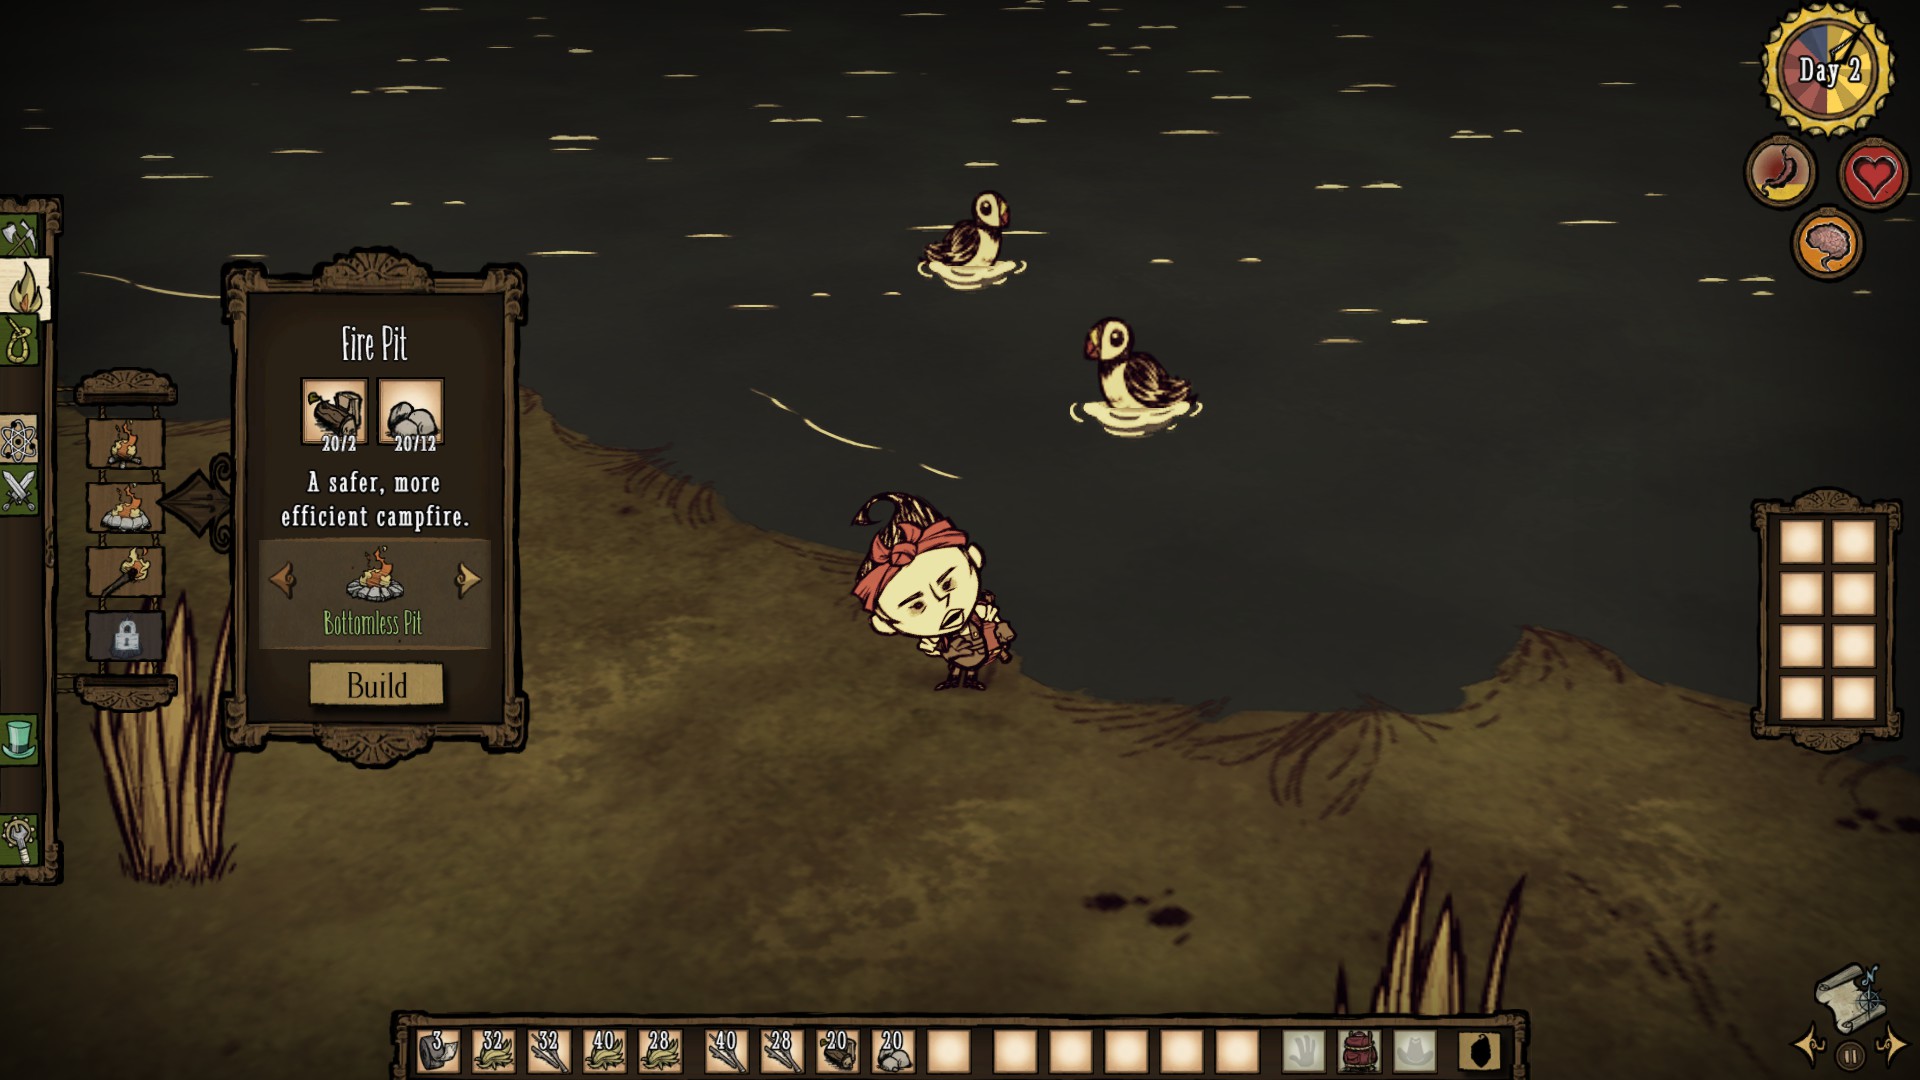 Day 2
Fire Pit
20/2 20/12
A safer, more
efficient campfire.
Bottomless Pit
Build
N
3 32 32 40 28 40 28 20 20